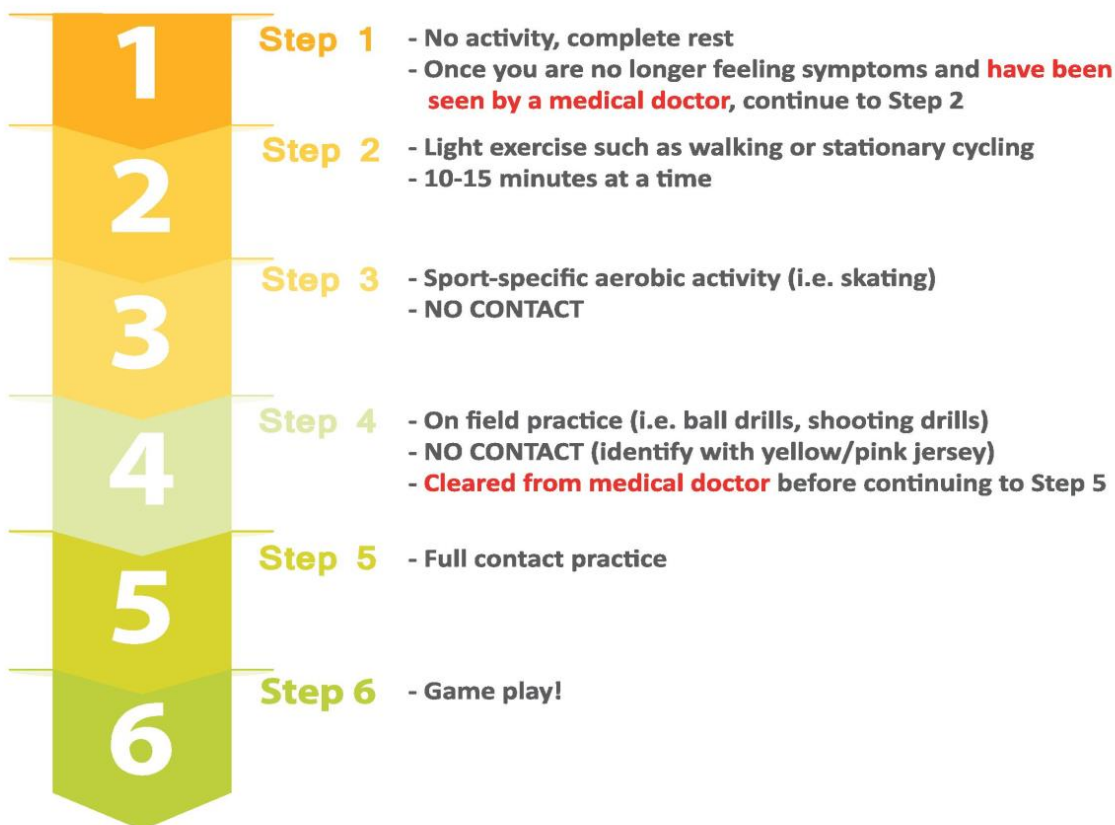 1
Step 1
- No activity, complete rest
- Once you are no longer feeling symptoms and have been
seen by a medical doctor, continue to Step 2
2
Step 2
- Light exercise such as walking or stationary cycling
- 10-15 minutes at a time
3
Step 3
- Sport-specific aerobic activity (i.e. skating)
- NO CONTACT
4
Step 4
- On field practice (i.e. ball drills, shooting drills)
- NO CONTACT (identify with yellow/pink jersey)
- Cleared from medical doctor before continuing to Step 5
5
Step 5
- Full contact practice
6
Step 6
- Game play!